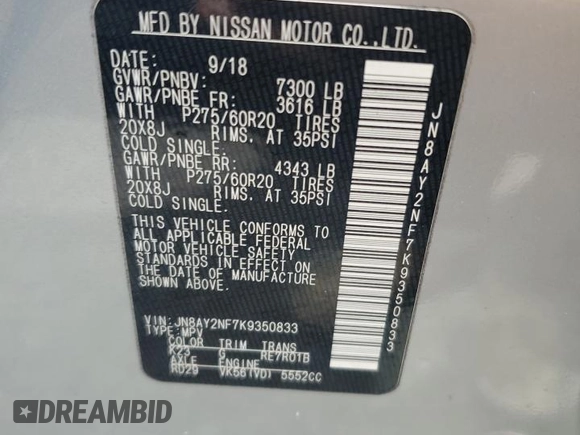 MFD BY NISSAN MOTOR CO.,LTD.
DATE: 9/18
GVWR/PNBV: 7300 LB
GAWR/PNBE FR: 3616 LB
WITH P275/60R20 TIRES
20X8J RIMS. AT 35PSI
COLD SINGLE.
GAWR/PNBE RR: 4343 LB
WITH P275/60R20 TIRES
20X8J RIMS. AT 35PSI
COLD SINGLE.
THIS VEHICLE CONFORMS TO
ALL APPLICABLE FEDERAL
MOTOR VEHICLE SAFETY
STANDARDS IN EFFECT ON
THE DATE OF MANUFACTURE
SHOWN ABOVE.
VIN: JN8AY2NF7K9350833
TYPE: MPV
COLOR TRIM TRANS
K23 G RE7R01B
AXLE ENGINE
RD29 VK56(VD) 5552CC
JN8AY2NF7K9350833
DREAMBID